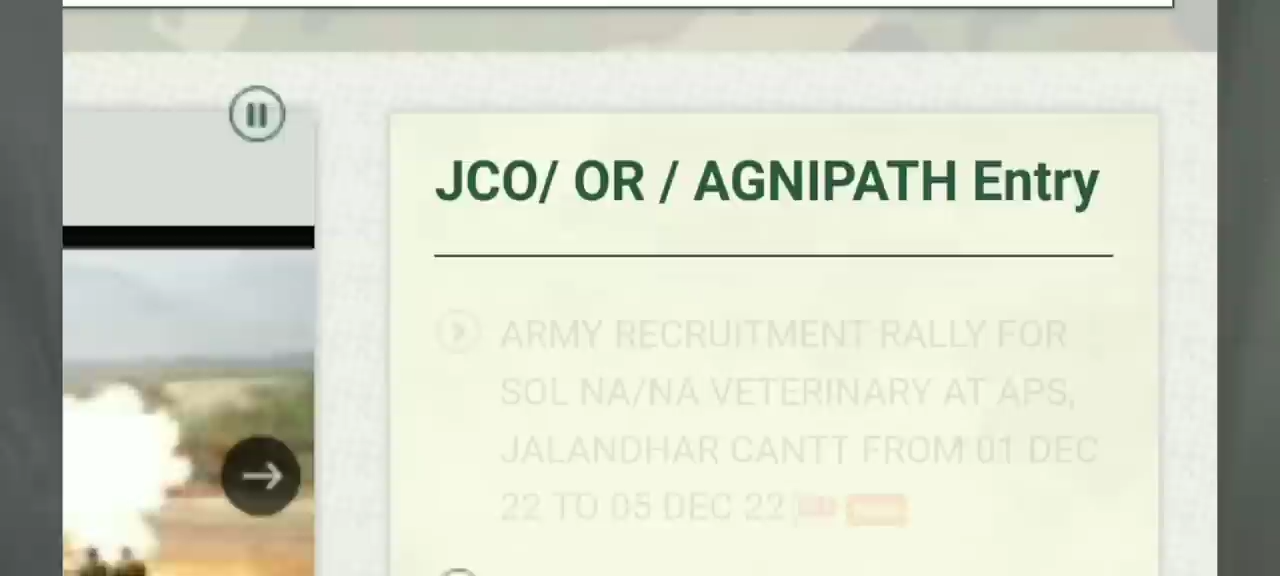 JCO/ OR / AGNIPATH Entry
ARMY RECRUITMENT RALLY FOR
SOL NA/NA VETERINARY AT APS,
JALANDHAR CANTT FROM 01 DEC
22 TO 05 DEC 22